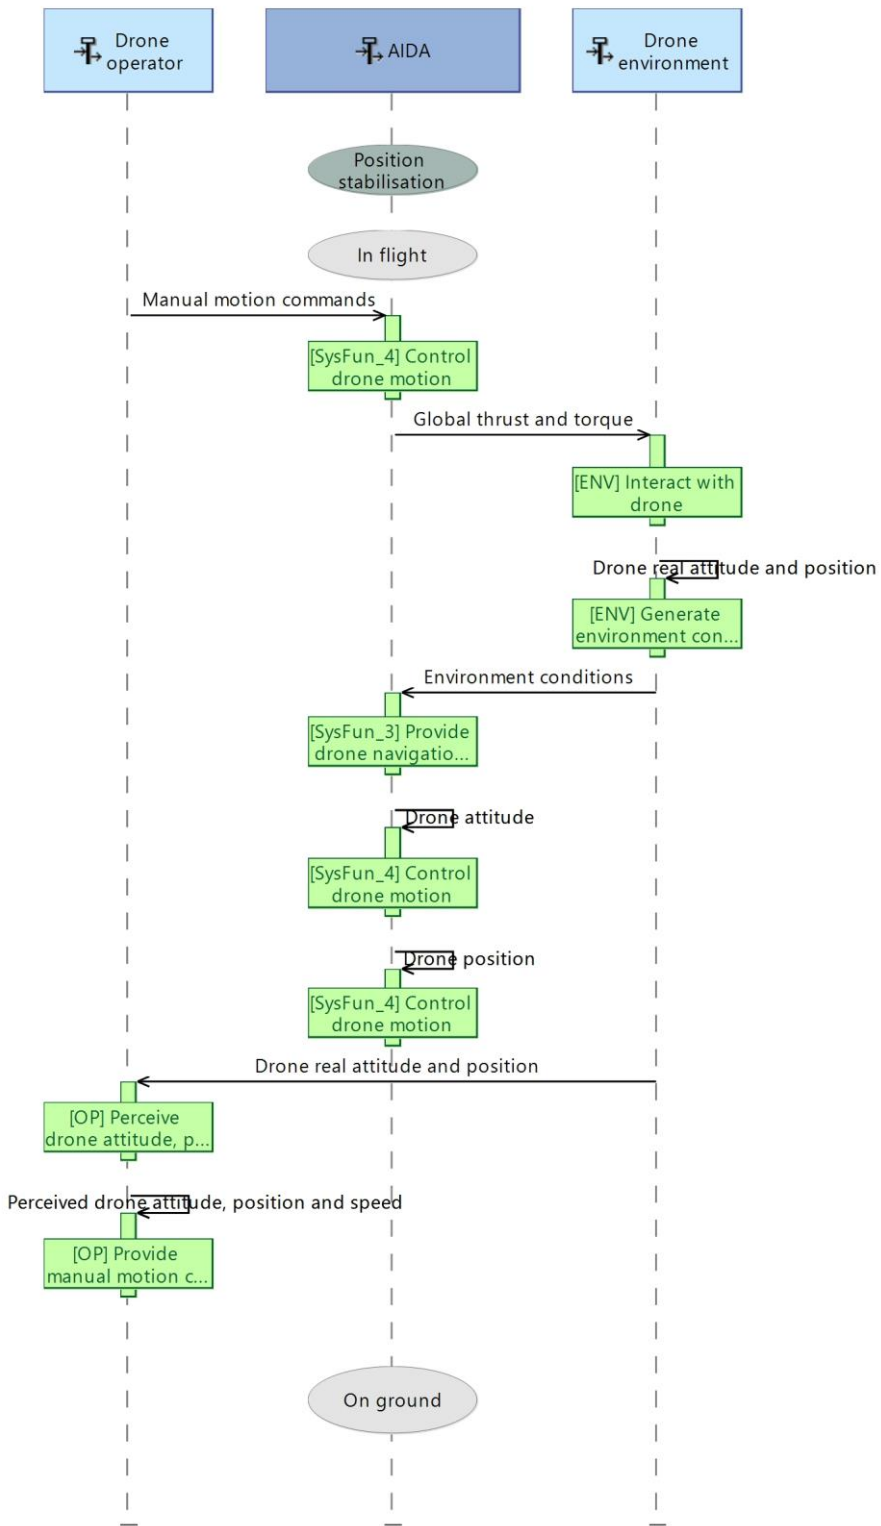 Drone
operator
AIDA
Drone
environment
Position
stabilisation
In flight
Manual motion commands
[SysFun_4] Control
drone motion
Global thrust and torque
[ENV] Interact with
drone
Drone real attitude and position
[ENV] Generate
environment con...
Environment conditions
[SysFun_3] Provide
drone navigatio...
Drone attitude
[SysFun_4] Control
drone motion
Drone position
[SysFun_4] Control
drone motion
Drone real attitude and position
[OP] Perceive
drone attitude, p...
Perceived drone attitude, position and speed
[OP] Provide
manual motion c...
On ground